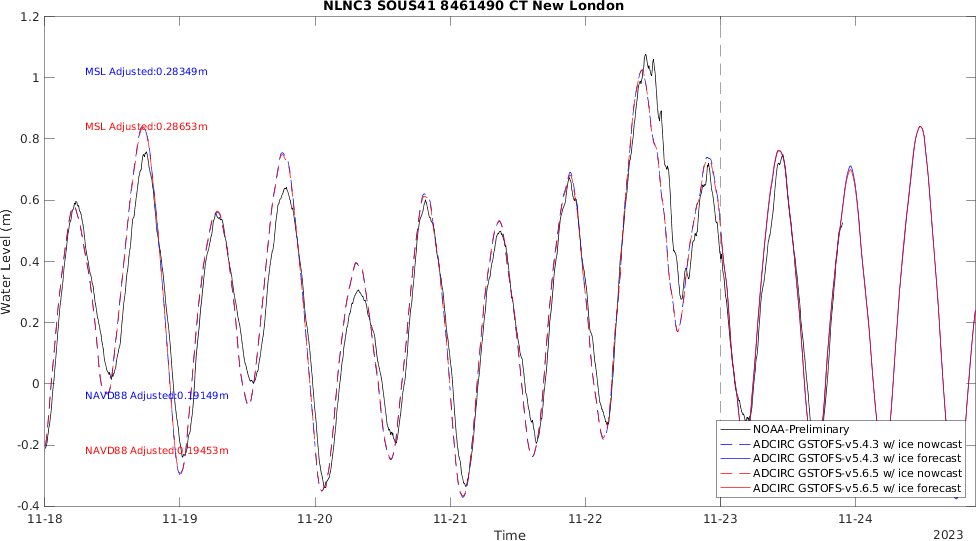 NLNC3 SOUS41 8461490 CT New London
1.2
1
0.8
0.6
0.4
0.2
0
-0.2
-0.4
Water Level (m)
MSL Adjusted:0.28349m
MSL Adjusted:0.28653m
NAVD88 Adjusted:0.19149m
NAVD88 Adjusted:0.19453m
NOAA-Preliminary
ADCIRC GSTOFS-v5.4.3 w/ ice nowcast
ADCIRC GSTOFS-v5.4.3 w/ ice forecast
ADCIRC GSTOFS-v5.6.5 w/ ice nowcast
ADCIRC GSTOFS-v5.6.5 w/ ice forecast
11-18
11-19
11-20
11-21
11-22
11-23
11-24
Time
2023